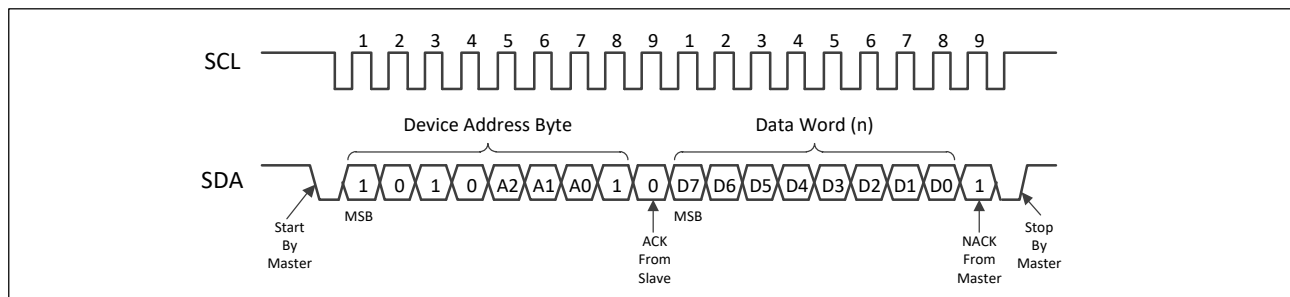 1 2 3 4 5 6 7 8 9 1 2 3 4 5 6 7 8 9
SCL
Device Address Byte Data Word (n)
SDA 1 0 1 0 A2 A1 A0 1 0 D7 D6 D5 D4 D3 D2 D1 D0 1
MSB MSB
Start
By
Master
ACK
From
Slave
NACK
From
Master
Stop
By
Master